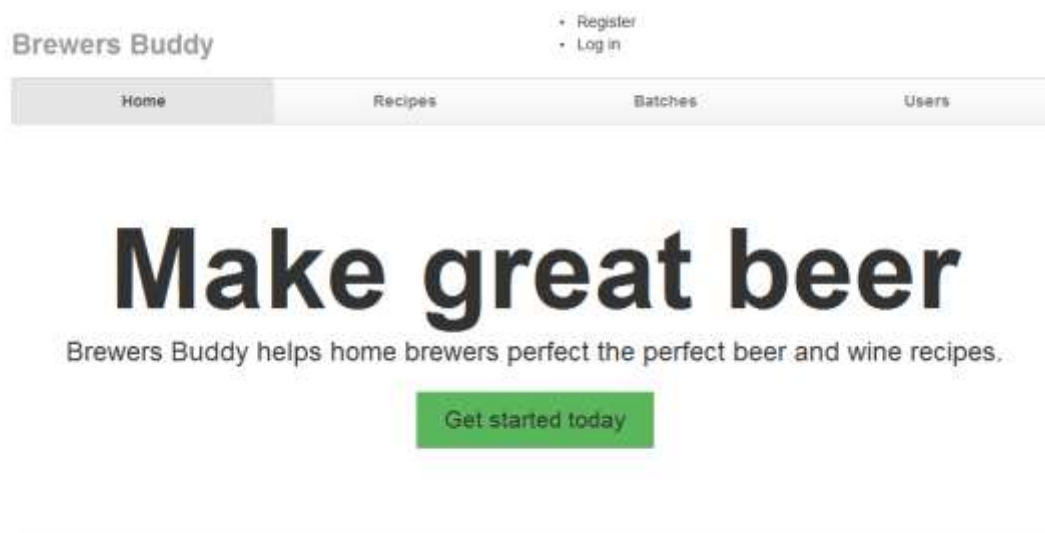 Register
Log in
Brewers Buddy
Home Recipes Batches Users
Make great beer
Brewers Buddy helps home brewers perfect the perfect beer and wine recipes.
Get started today